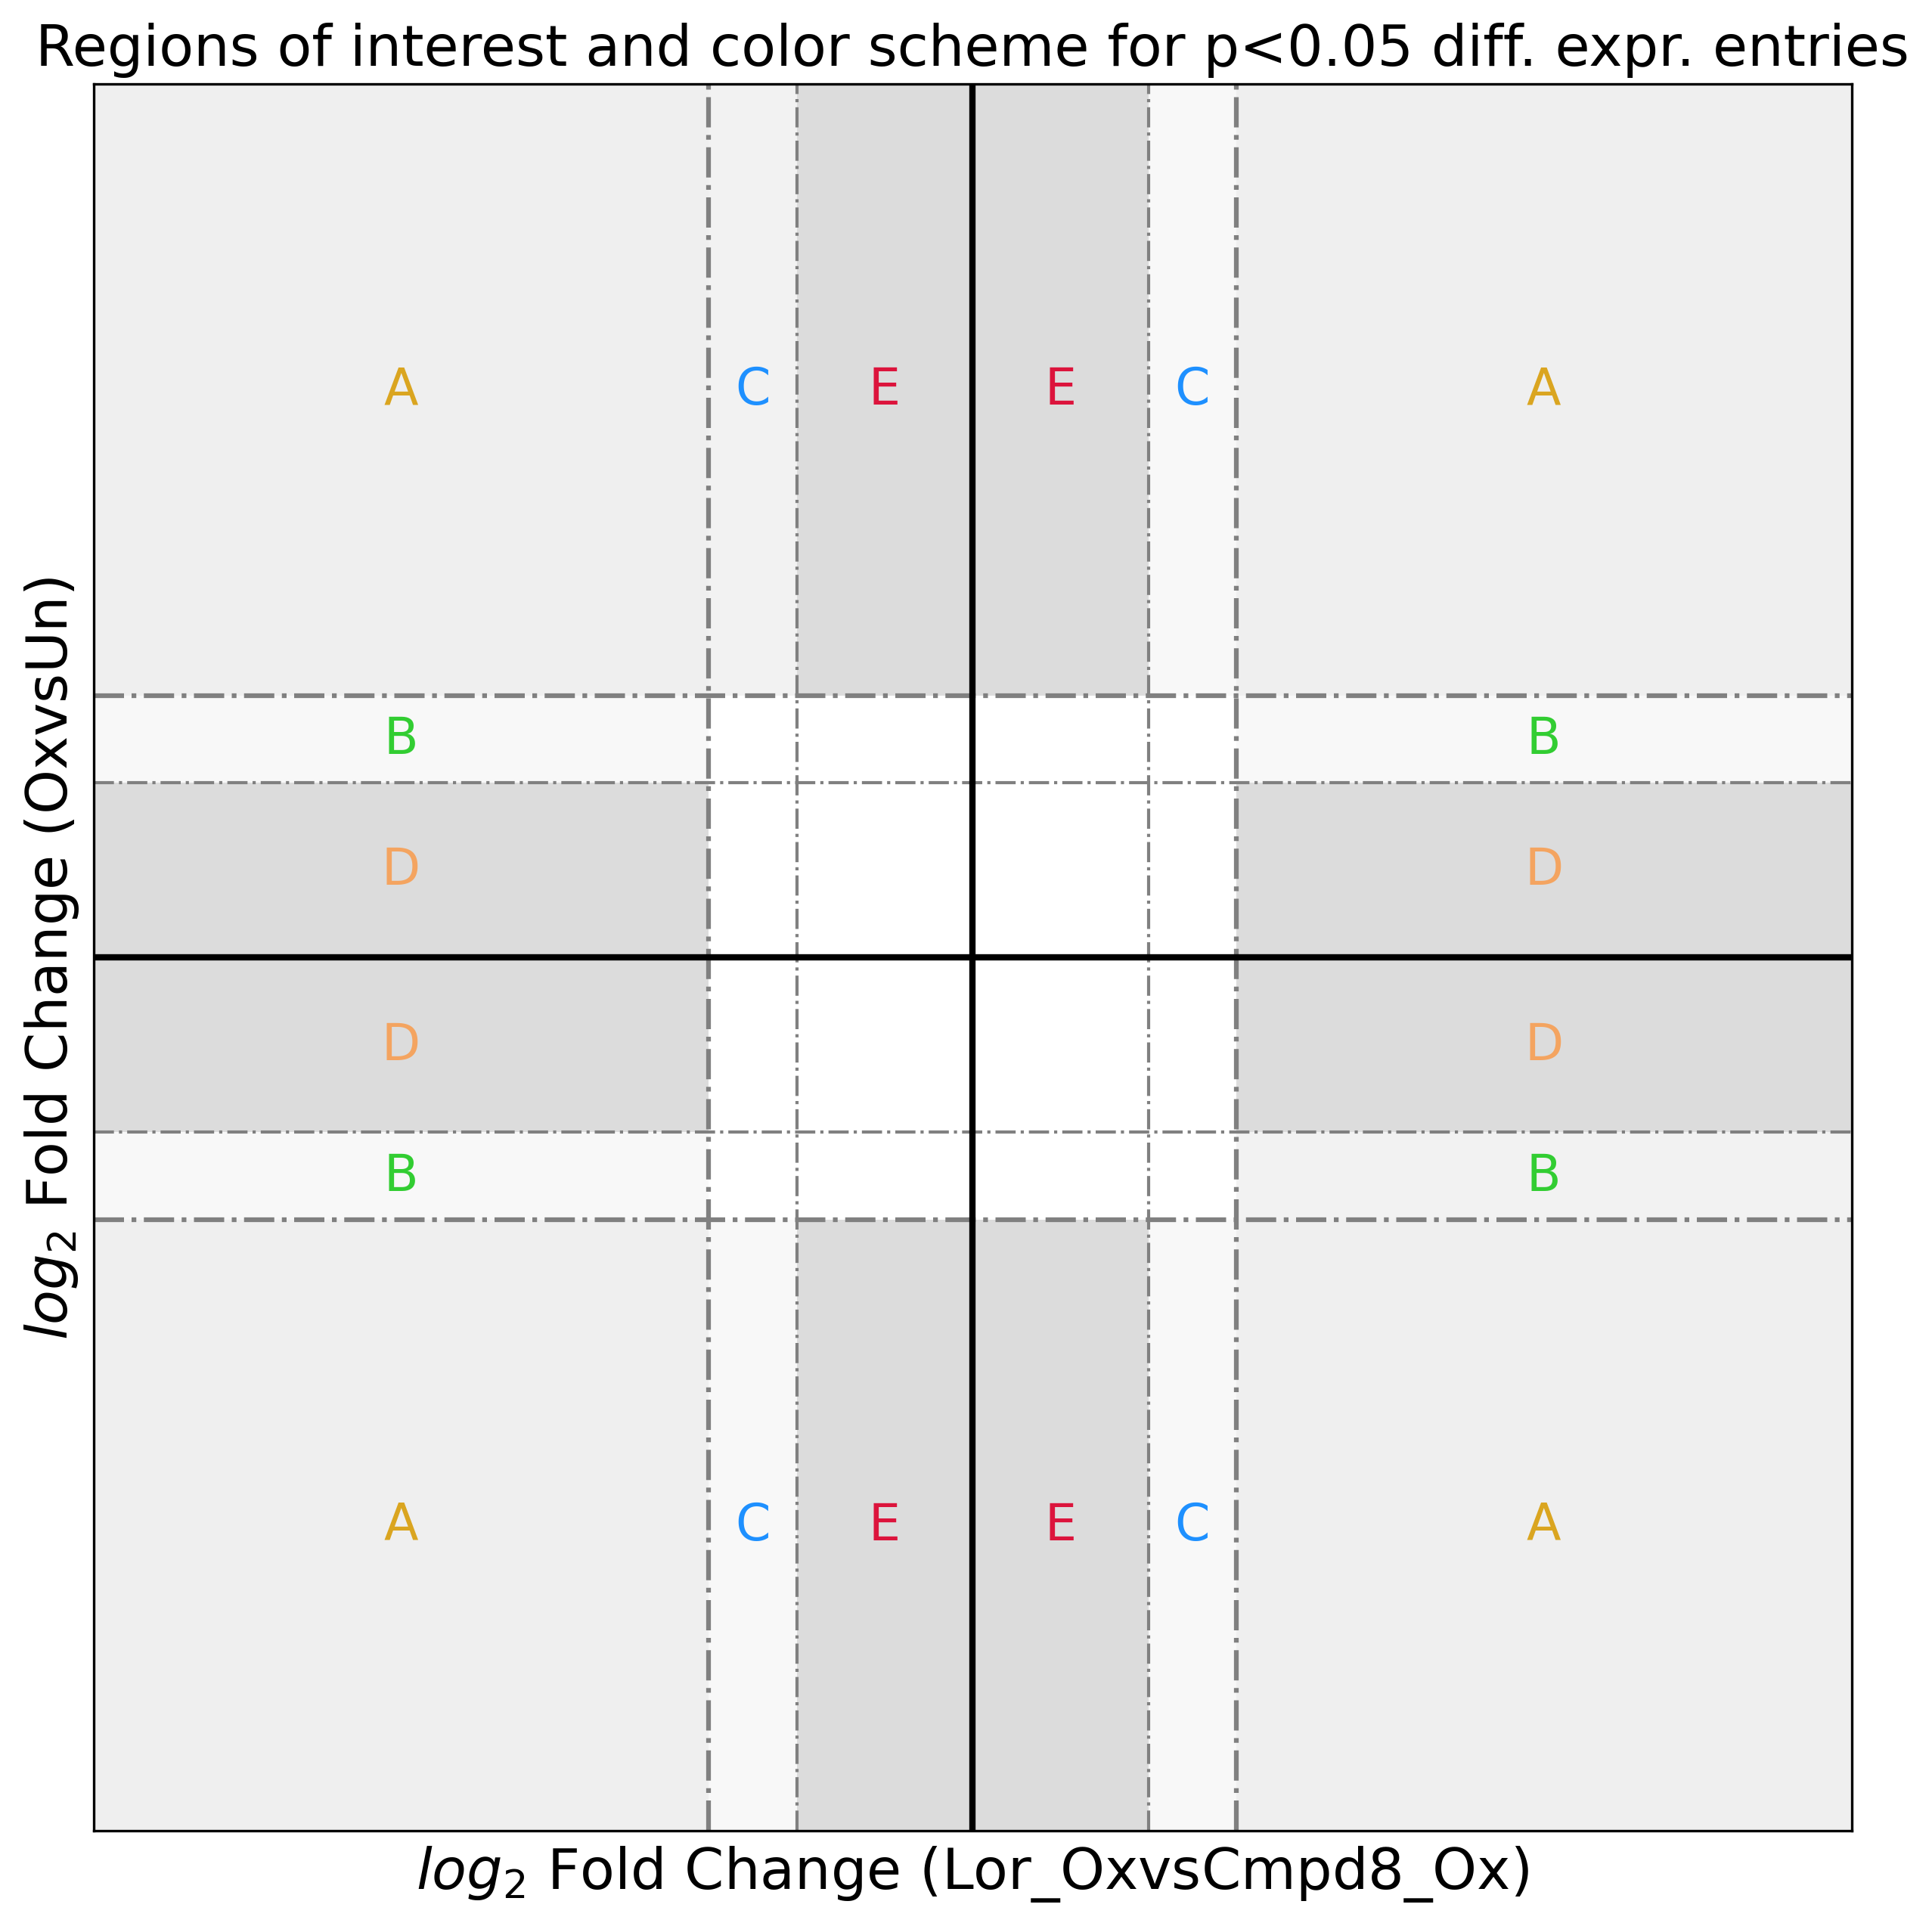 Regions of interest and color scheme for p<0.05 diff. expr. entries
A C E E C A
B B
D D
D D
B B
A C E E C A
log₂ Fold Change (OxvsUn)
log₂ Fold Change (Lor_OxvsCmpd8_Ox)